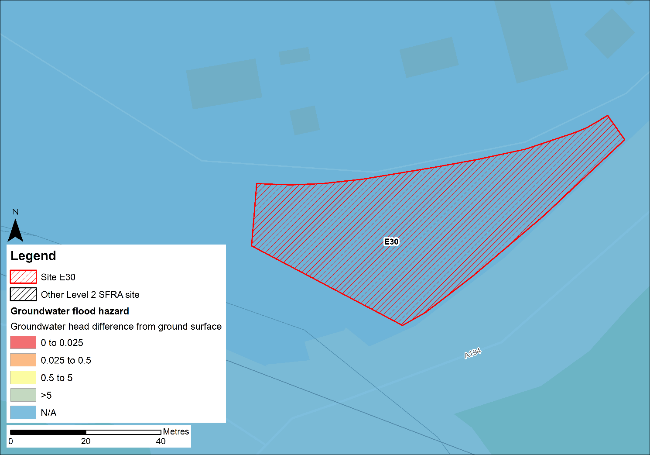 E30
A284
N
Legend
Site E30
Other Level 2 SFRA site
Groundwater flood hazard
Groundwater head difference from ground surface
0 to 0.025
0.025 to 0.5
0.5 to 5
>5
N/A
Metres
0 20 40